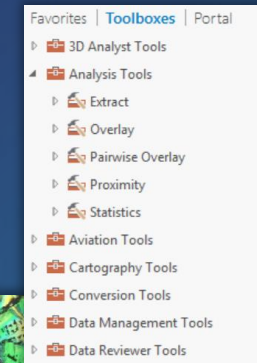 Favorites | Toolboxes | Portal
3D Analyst Tools
Analysis Tools
Extract
Overlay
Pairwise Overlay
Proximity
Statistics
Aviation Tools
Cartography Tools
Conversion Tools
Data Management Tools
Data Reviewer Tools